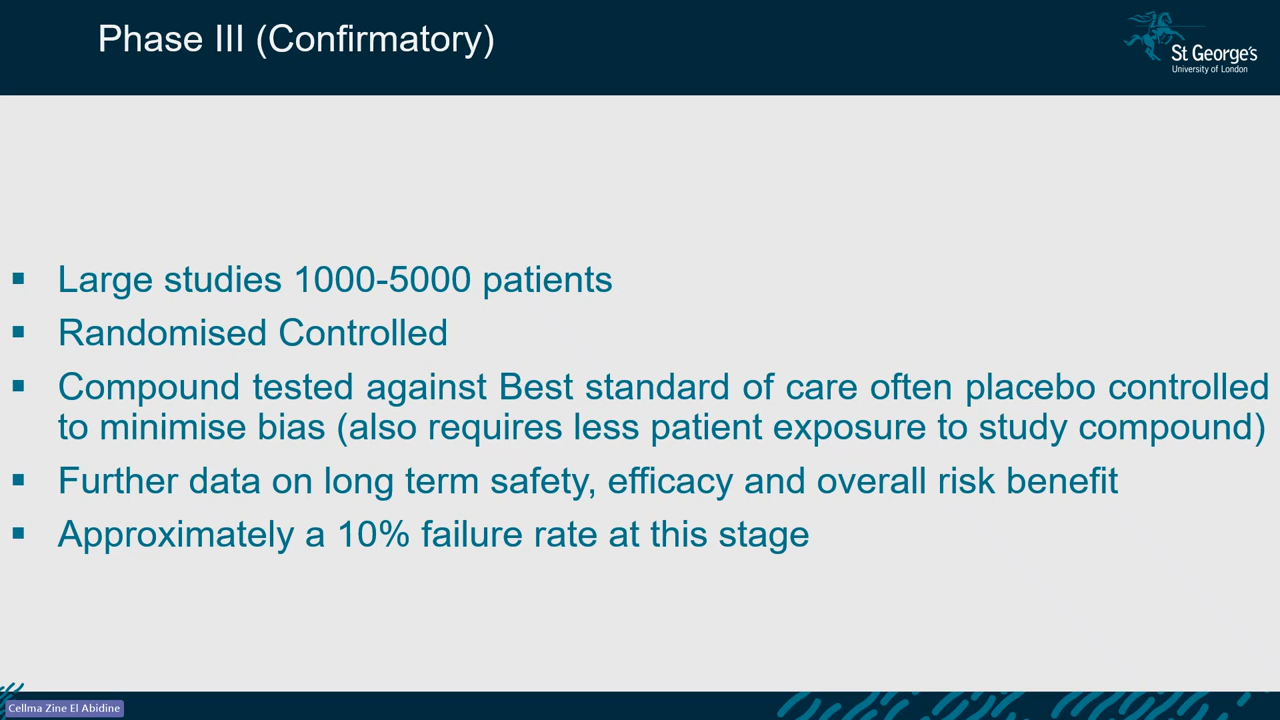 Phase III (Confirmatory)
St George's
University of London
▪ Large studies 1000-5000 patients
▪ Randomised Controlled
▪ Compound tested against Best standard of care often placebo controlled
to minimise bias (also requires less patient exposure to study compound)
▪ Further data on long term safety, efficacy and overall risk benefit
▪ Approximately a 10% failure rate at this stage
Cellma Zine El Abidine